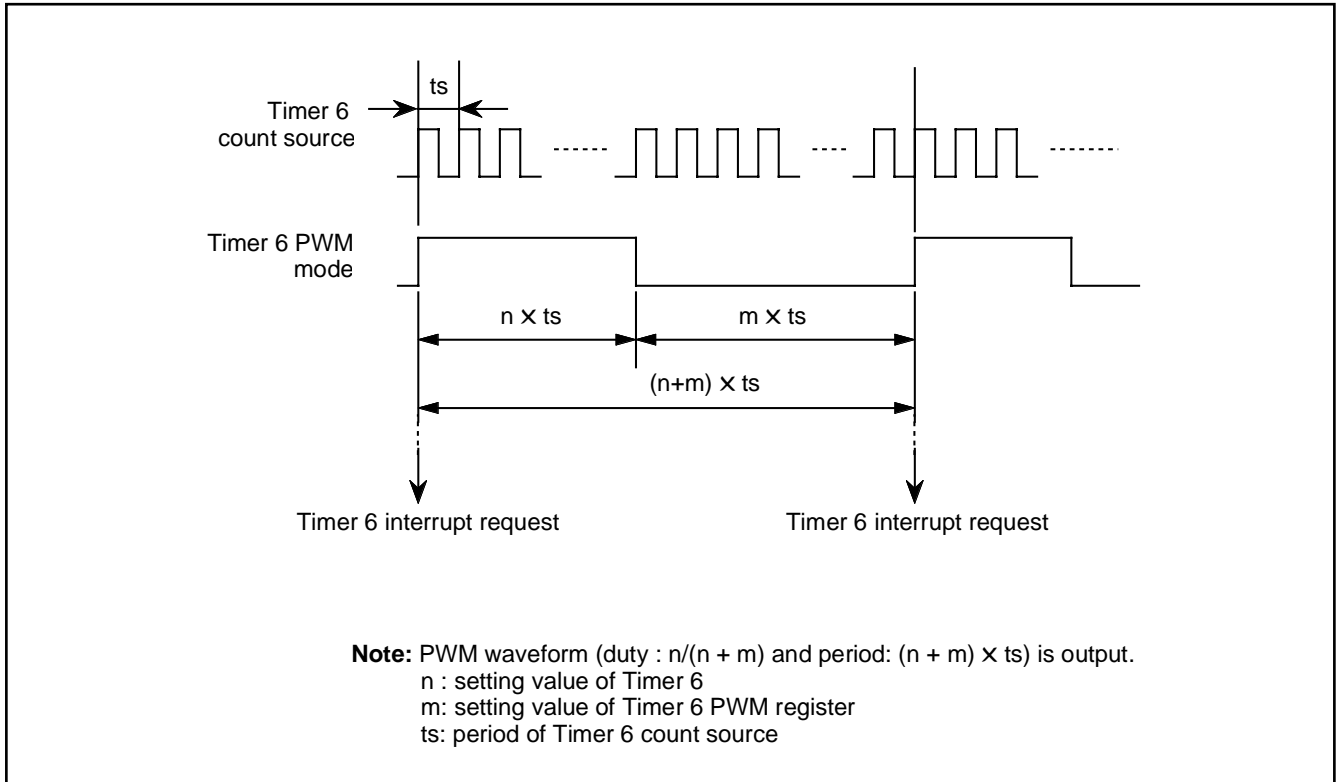 ts
Timer 6
count source
Timer 6 PWM
mode
n × ts
m × ts
(n+m) × ts
Timer 6 interrupt request
Timer 6 interrupt request
Note: PWM waveform (duty : n/(n + m) and period: (n + m) × ts) is output.
n : setting value of Timer 6
m: setting value of Timer 6 PWM register
ts: period of Timer 6 count source